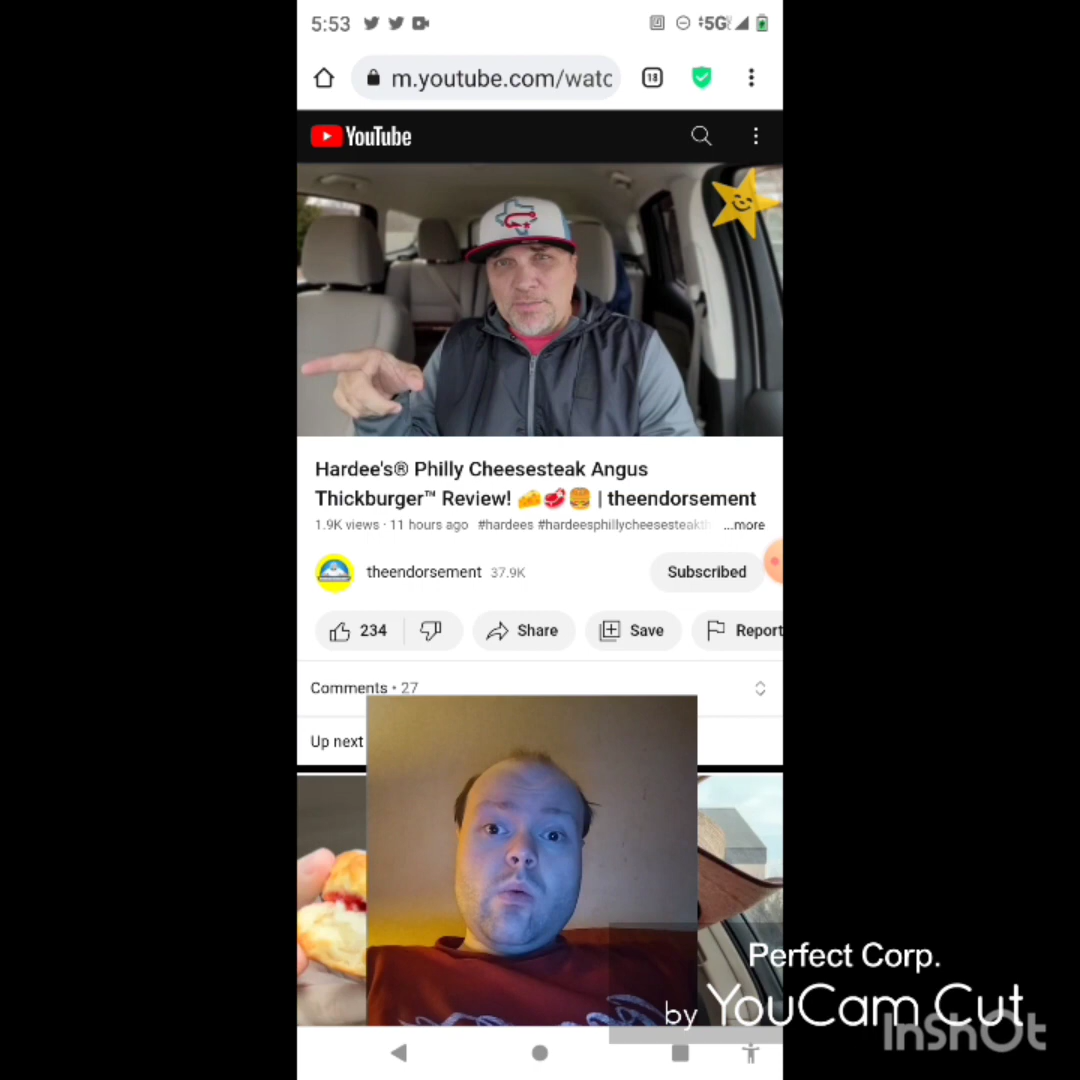 5:53
5G
m.youtube.com/watc
18
YouTube
Hardee's® Philly Cheesesteak Angus
Thickburger™ Review! 🧀🥩🍔 | theendorsement
1.9K views · 11 hours ago #hardees #hardeesphillycheesesteakth ...more
theendorsement 37.9K
Subscribed
234
Share
Save
Report
Comments • 27
Up next
Perfect Corp.
by YouCam Cut
InShOt